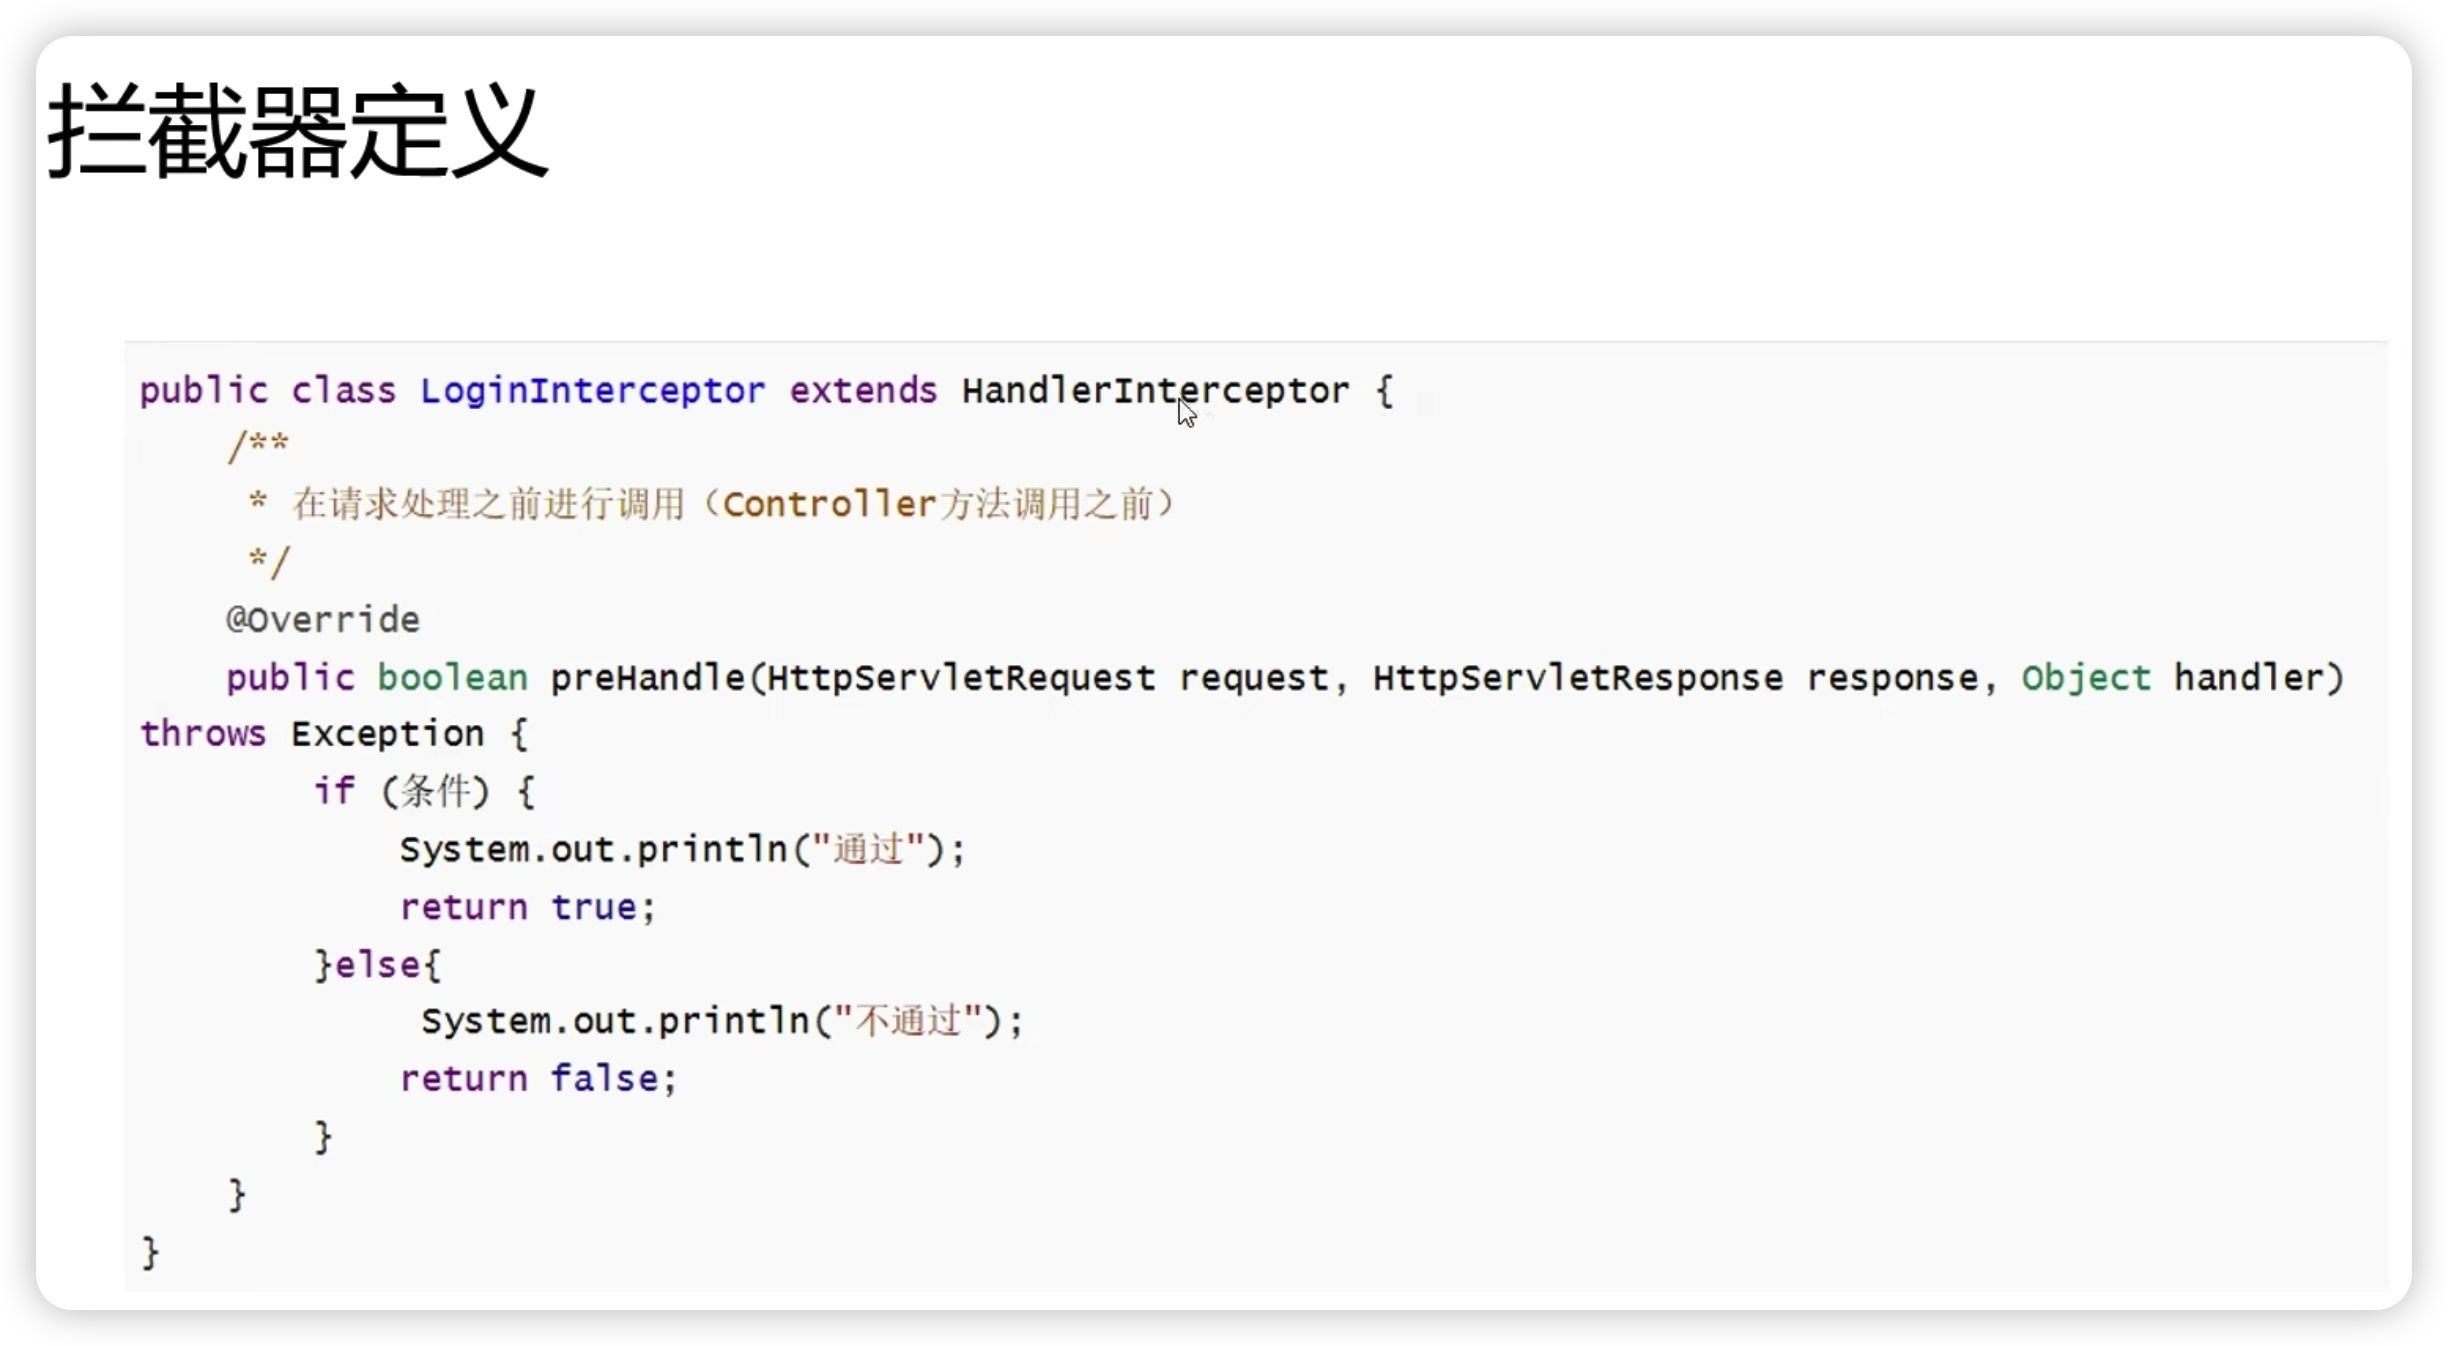 拦截器定义
public class LoginInterceptor extends HandlerInterceptor {
    /**
     * 在请求处理之前进行调用（Controller方法调用之前）
     */
    @Override
    public boolean preHandle(HttpServletRequest request, HttpServletResponse response, Object handler)
throws Exception {
        if (条件) {
            System.out.println("通过");
            return true;
        }else{
             System.out.println("不通过");
            return false;
        }
    }
}